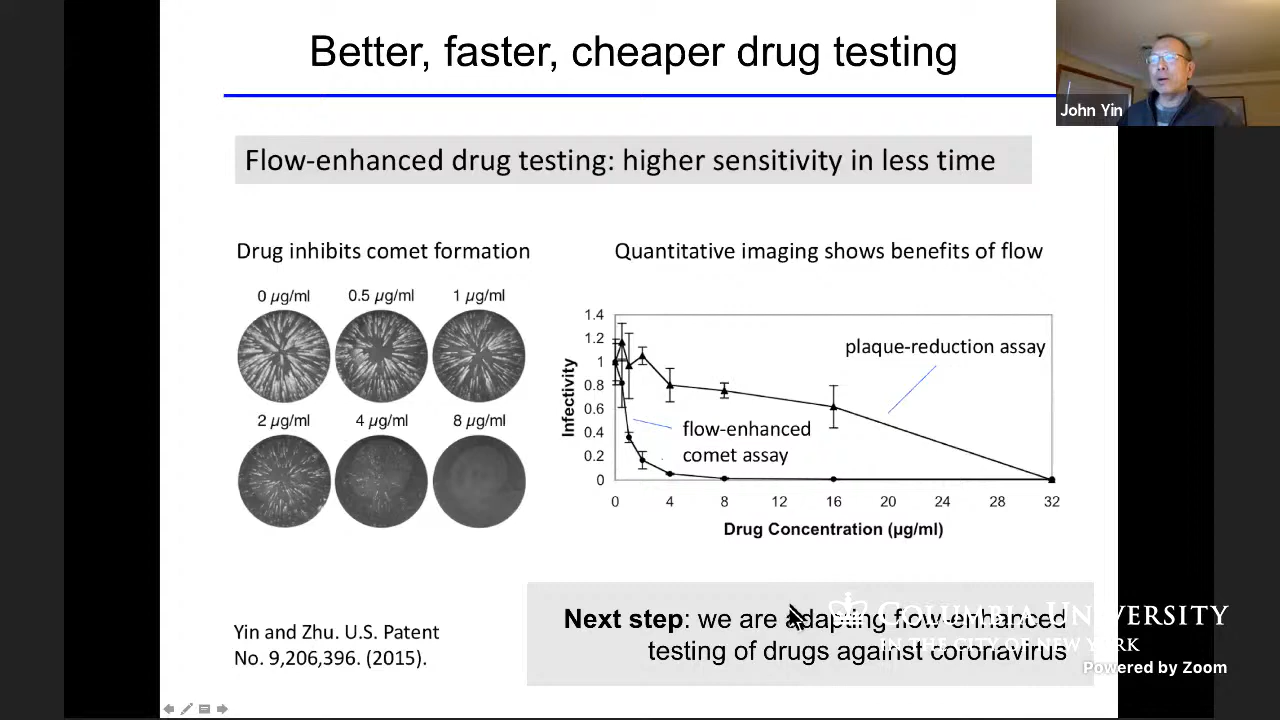 Better, faster, cheaper drug testing
John Yin
Flow-enhanced drug testing: higher sensitivity in less time
Drug inhibits comet formation
Quantitative imaging shows benefits of flow
0 µg/ml
0.5 µg/ml
1 µg/ml
2 µg/ml
4 µg/ml
8 µg/ml
Infectivity
1.4
1.2
1
0.8
0.6
0.4
0.2
0
plaque-reduction assay
flow-enhanced
comet assay
0 4 8 12 16 20 24 28 32
Drug Concentration (µg/ml)
Yin and Zhu. U.S. Patent
No. 9,206,396. (2015).
Next step: we are adapting flow-enhanced
testing of drugs against coronavirus
COLUMBIA UNIVERSITY
IN THE CITY OF NEW YORK
Powered by Zoom